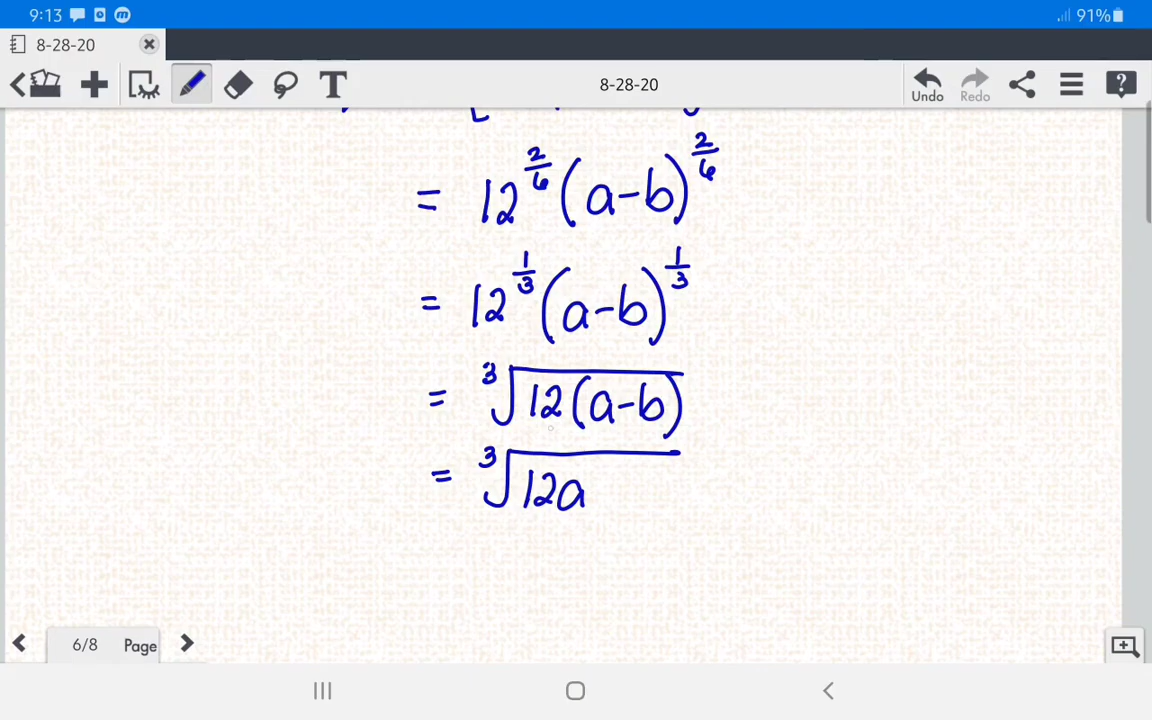 9:13 91%
8-28-20
8-28-20 Undo Redo
= 12^{2/6} (a-b)^{2/6}
= 12^{1/3} (a-b)^{1/3}
= ∛12(a-b)
= ∛12a
6/8 Page